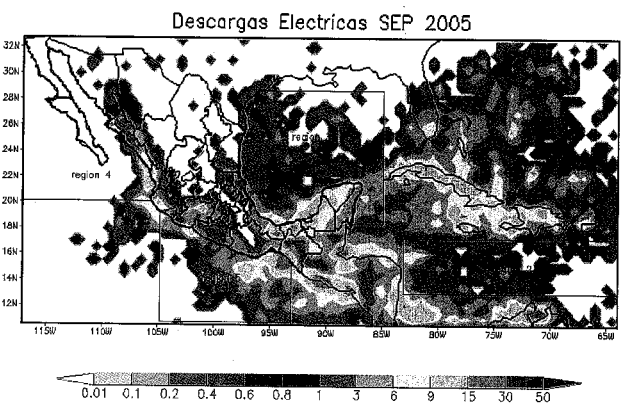 Descargas Electricas SEP 2005
32N
30N
28N
26N
24N
22N
20N
18N
16N
14N
12N
region
region 4
115W 110W 105W 100W 95W 90W 85W 80W 75W 70W 65W
0.01 0.1 0.2 0.4 0.6 0.8 1 3 6 9 15 30 50